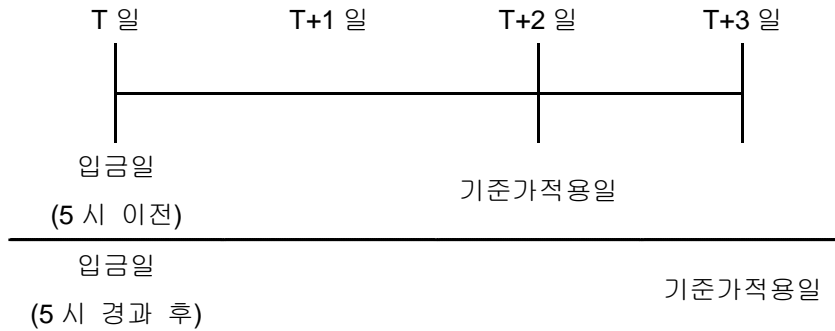 T 일 T+1 일 T+2 일 T+3 일
입금일
(5 시 이전)
기준가적용일
입금일
(5 시 경과 후)
기준가적용일